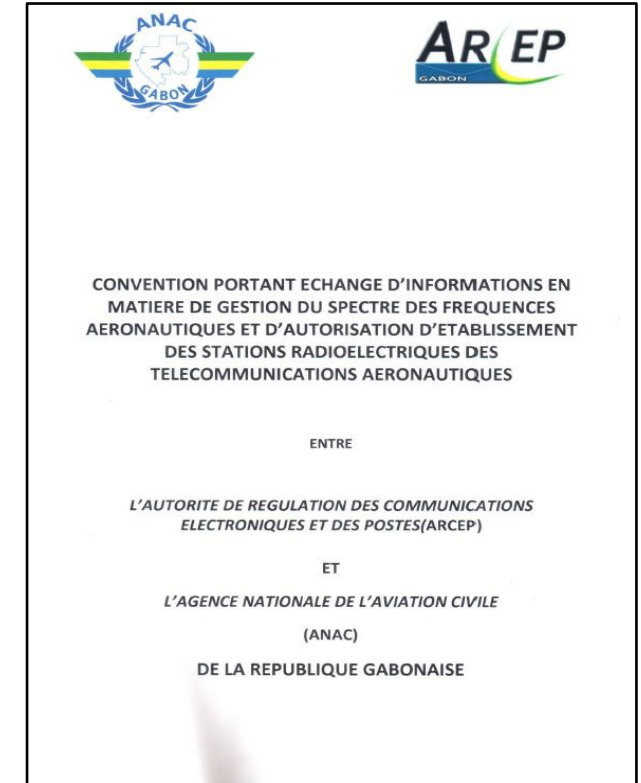 ANAC
GABON
ARCEP
GABON
CONVENTION PORTANT ECHANGE D'INFORMATIONS EN
MATIERE DE GESTION DU SPECTRE DES FREQUENCES
AERONAUTIQUES ET D'AUTORISATION D'ETABLISSEMENT
DES STATIONS RADIOELECTRIQUES DES
TELECOMMUNICATIONS AERONAUTIQUES
ENTRE
L'AUTORITE DE REGULATION DES COMMUNICATIONS
ELECTRONIQUES ET DES POSTES(ARCEP)
ET
L'AGENCE NATIONALE DE L'AVIATION CIVILE
(ANAC)
DE LA REPUBLIQUE GABONAISE